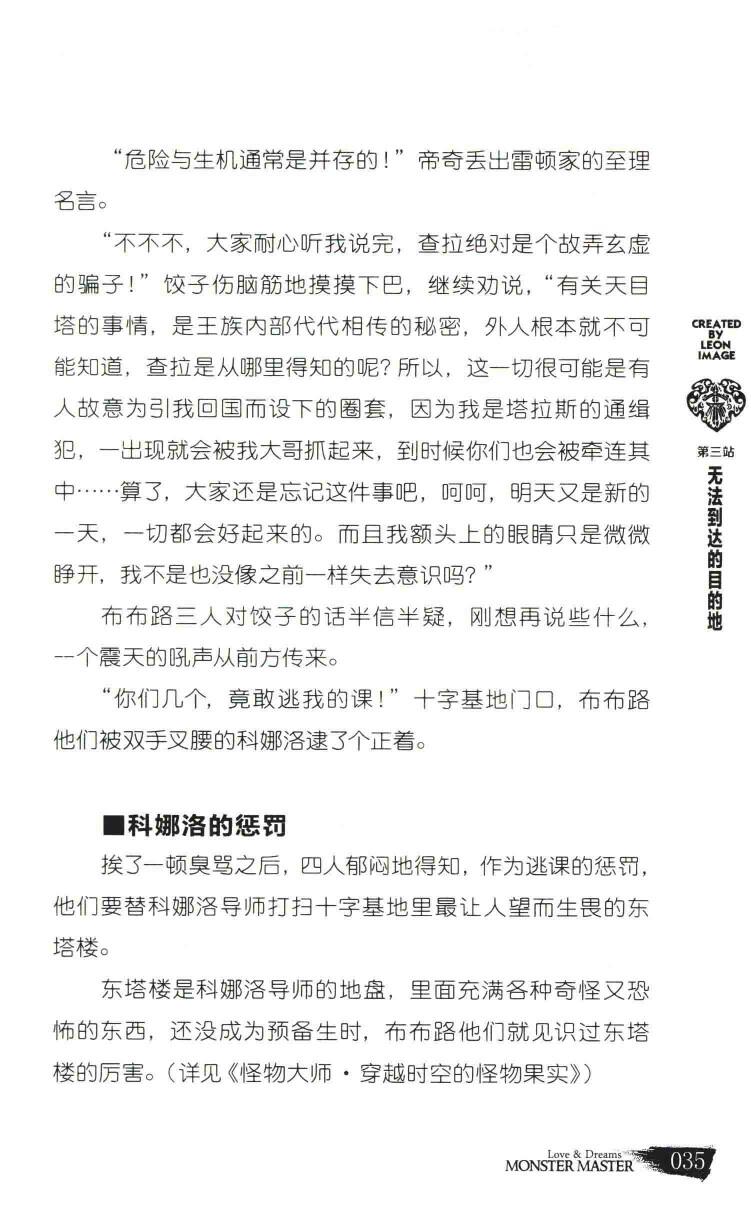 “危险与生机通常是并存的！”帝奇丢出雷顿家的至理
名言。
“不不不，大家耐心听我说完，查拉绝对是个故弄玄虚
的骗子！”饺子伤脑筋地摸摸下巴，继续劝说，“有关天目
塔的事情，是王族内部代代相传的秘密，外人根本就不可
能知道，查拉是从哪里得知的呢？所以，这一切很可能是有
人故意为引我回国而设下的圈套，因为我是塔拉斯的通缉
犯，一出现就会被我大哥抓起来，到时候你们也会被牵连其
中……算了，大家还是忘记这件事吧，呵呵，明天又是新的
一天，一切都会好起来的。而且我额头上的眼睛只是微微
睁开，我不是也没像之前一样失去意识吗？”
布布路三人对饺子的话半信半疑，刚想再说些什么，
一个震天的吼声从前方传来。
“你们几个，竟敢逃我的课！”十字基地门口，布布路
他们被双手叉腰的科娜洛逮了个正着。
■科娜洛的惩罚
挨了一顿臭骂之后，四人郁闷地得知，作为逃课的惩罚，
他们要替科娜洛导师打扫十字基地里最让人望而生畏的东
塔楼。
东塔楼是科娜洛导师的地盘，里面充满各种奇怪又恐
怖的东西，还没成为预备生时，布布路他们就见识过东塔
楼的厉害。（详见《怪物大师·穿越时空的怪物果实》）
CREATED
BY
LEON
IMAGE
第三站
无法到达的目的地
Love & Dreams
MONSTER MASTER 035